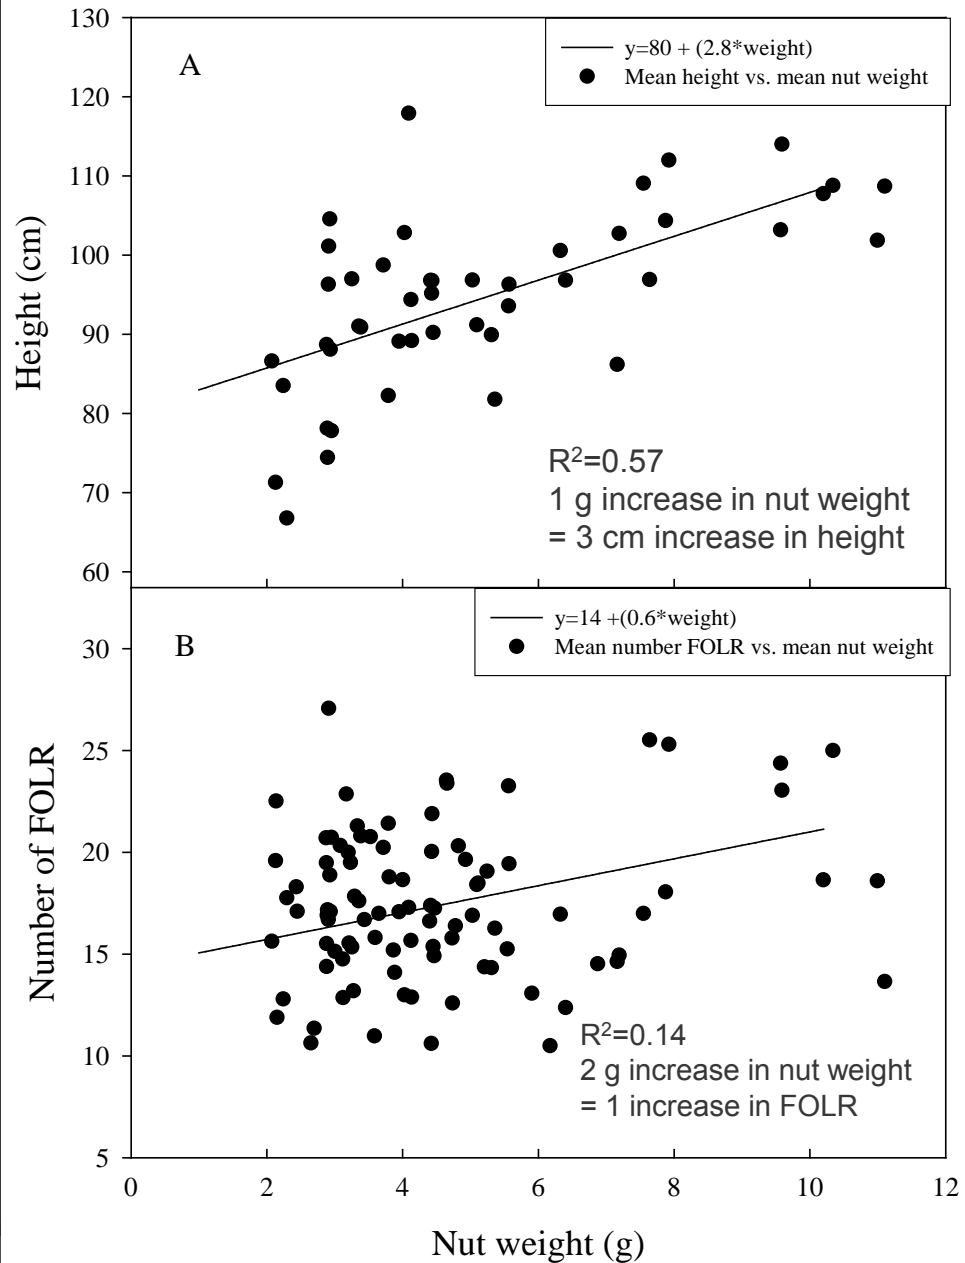 130
120
110
100
90
80
70
60
Height (cm)
A
y=80 + (2.8*weight)
Mean height vs. mean nut weight
R²=0.57
1 g increase in nut weight
= 3 cm increase in height
30
25
20
15
10
5
Number of FOLR
B
y=14 +(0.6*weight)
Mean number FOLR vs. mean nut weight
R²=0.14
2 g increase in nut weight
= 1 increase in FOLR
0 2 4 6 8 10 12
Nut weight (g)